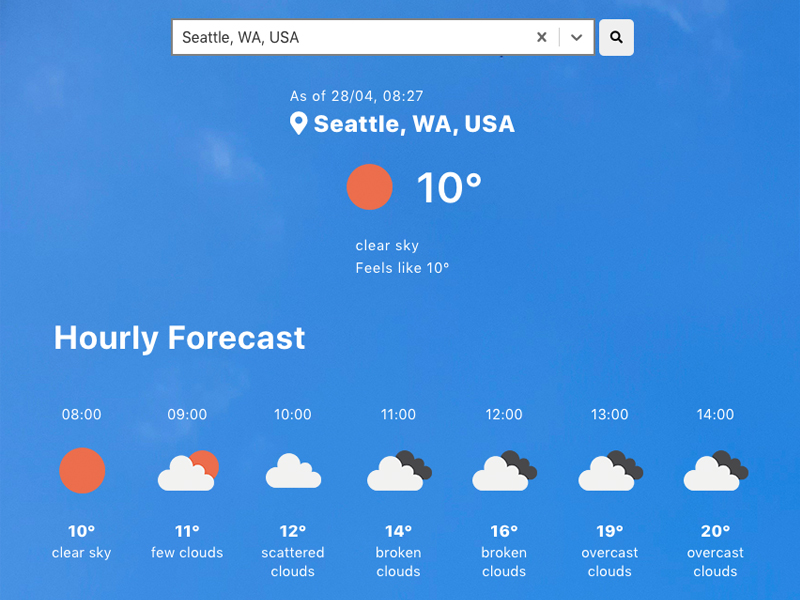 Seattle, WA, USA
As of 28/04, 08:27
Seattle, WA, USA
10°
clear sky
Feels like 10°
Hourly Forecast
08:00 09:00 10:00 11:00 12:00 13:00 14:00
10° 11° 12° 14° 16° 19° 20°
clear sky few clouds scattered broken broken overcast overcast
clouds clouds clouds clouds clouds